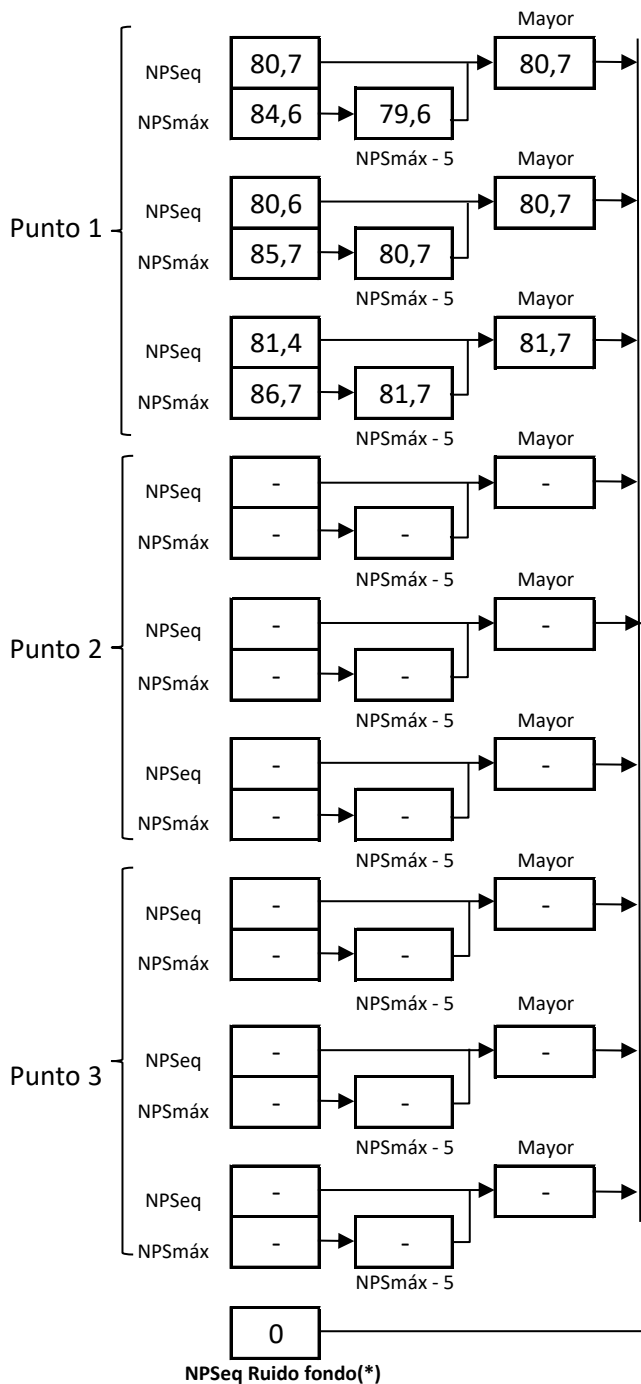 Mayor
NPSeq 80,7 80,7
NPSmáx 84,6 79,6
NPSmáx - 5
Mayor
Punto 1
NPSeq 80,6 80,7
NPSmáx 85,7 80,7
NPSmáx - 5
Mayor
NPSeq 81,4 81,7
NPSmáx 86,7 81,7
NPSmáx - 5
Mayor
NPSeq - -
NPSmáx - -
NPSmáx - 5
Mayor
Punto 2
NPSeq - -
NPSmáx - -
NPSmáx - 5
Mayor
NPSeq - -
NPSmáx - -
NPSmáx - 5
Mayor
NPSeq - -
NPSmáx - -
NPSmáx - 5
Mayor
Punto 3
NPSeq - -
NPSmáx - -
NPSmáx - 5
Mayor
NPSeq - -
NPSmáx - -
NPSmáx - 5
0
NPSeq Ruido fondo(*)